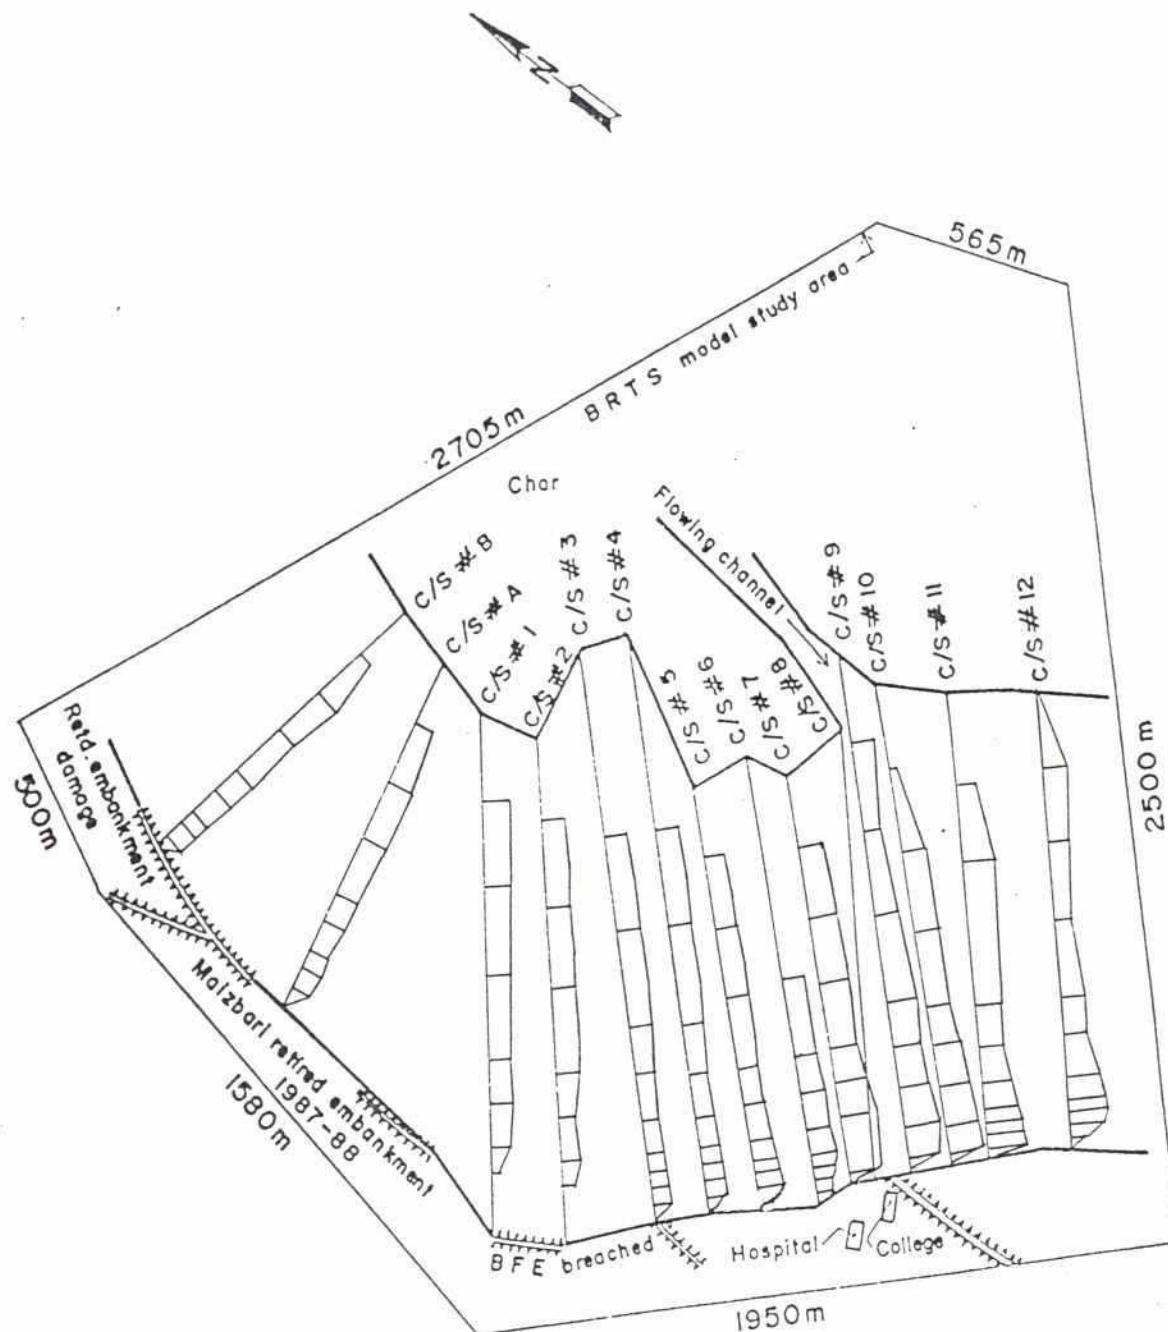 N
565m
BRTS model study area
2705m
Char
Flowing channel
C/S # B
C/S # A
C/S # 1
C/S # 2
C/S # 3
C/S # 4
C/S # 5
C/S # 6
C/S # 7
C/S # 8
C/S # 9
C/S # 10
C/S # 11
C/S # 12
2500m
Retd. embankment
damage
500m
Maizbari retired embankment
1987-88
1580m
BFE breached
Hospital
College
1950m